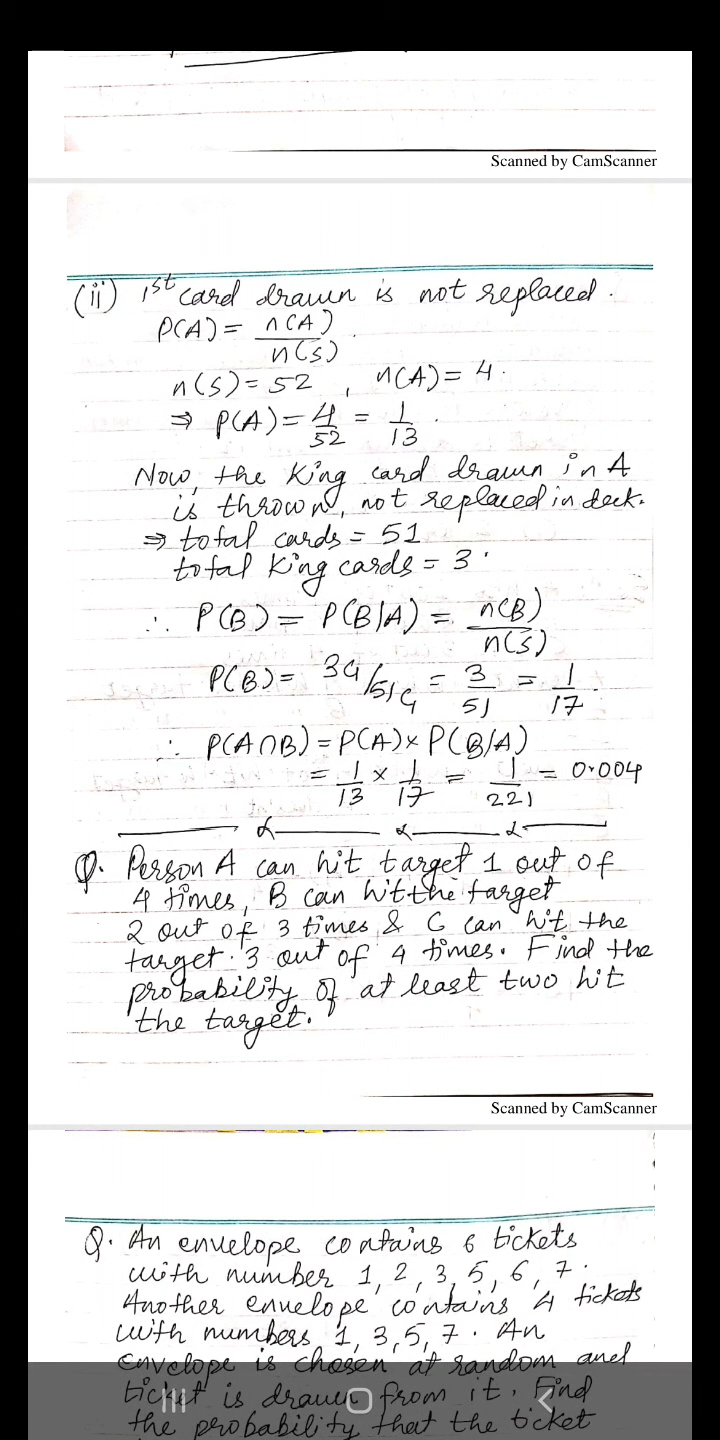 Scanned by CamScanner
(ii) 1st card drawn is not replaced.
P(A) = n(A)/n(S)
n(S) = 52 , n(A) = 4.
⇒ P(A) = 4/52 = 1/13.
Now, the King card drawn in A
is thrown, not replaced in deck.
⇒ total cards = 51
total King cards = 3.
∴ P(B) = P(B|A) = n(B)/n(S)
P(B) = 3C1/51C1 = 3/51 = 1/17.
∴ P(A∩B) = P(A) × P(B/A)
= 1/13 × 1/17 = 1/221 = 0.004
Q. Person A can hit target 1 out of
4 times, B can hit the target
2 out of 3 times & C can hit the
target 3 out of 4 times. Find the
probability of at least two hit
the target.
Scanned by CamScanner
Q. An envelope contains 6 tickets
with number 1, 2, 3, 5, 6, 7.
Another envelope contains 4 tickets
with numbers 1, 3, 5, 7. An
envelope is chosen at random and
ticket is drawn from it. Find
the probability that the ticket